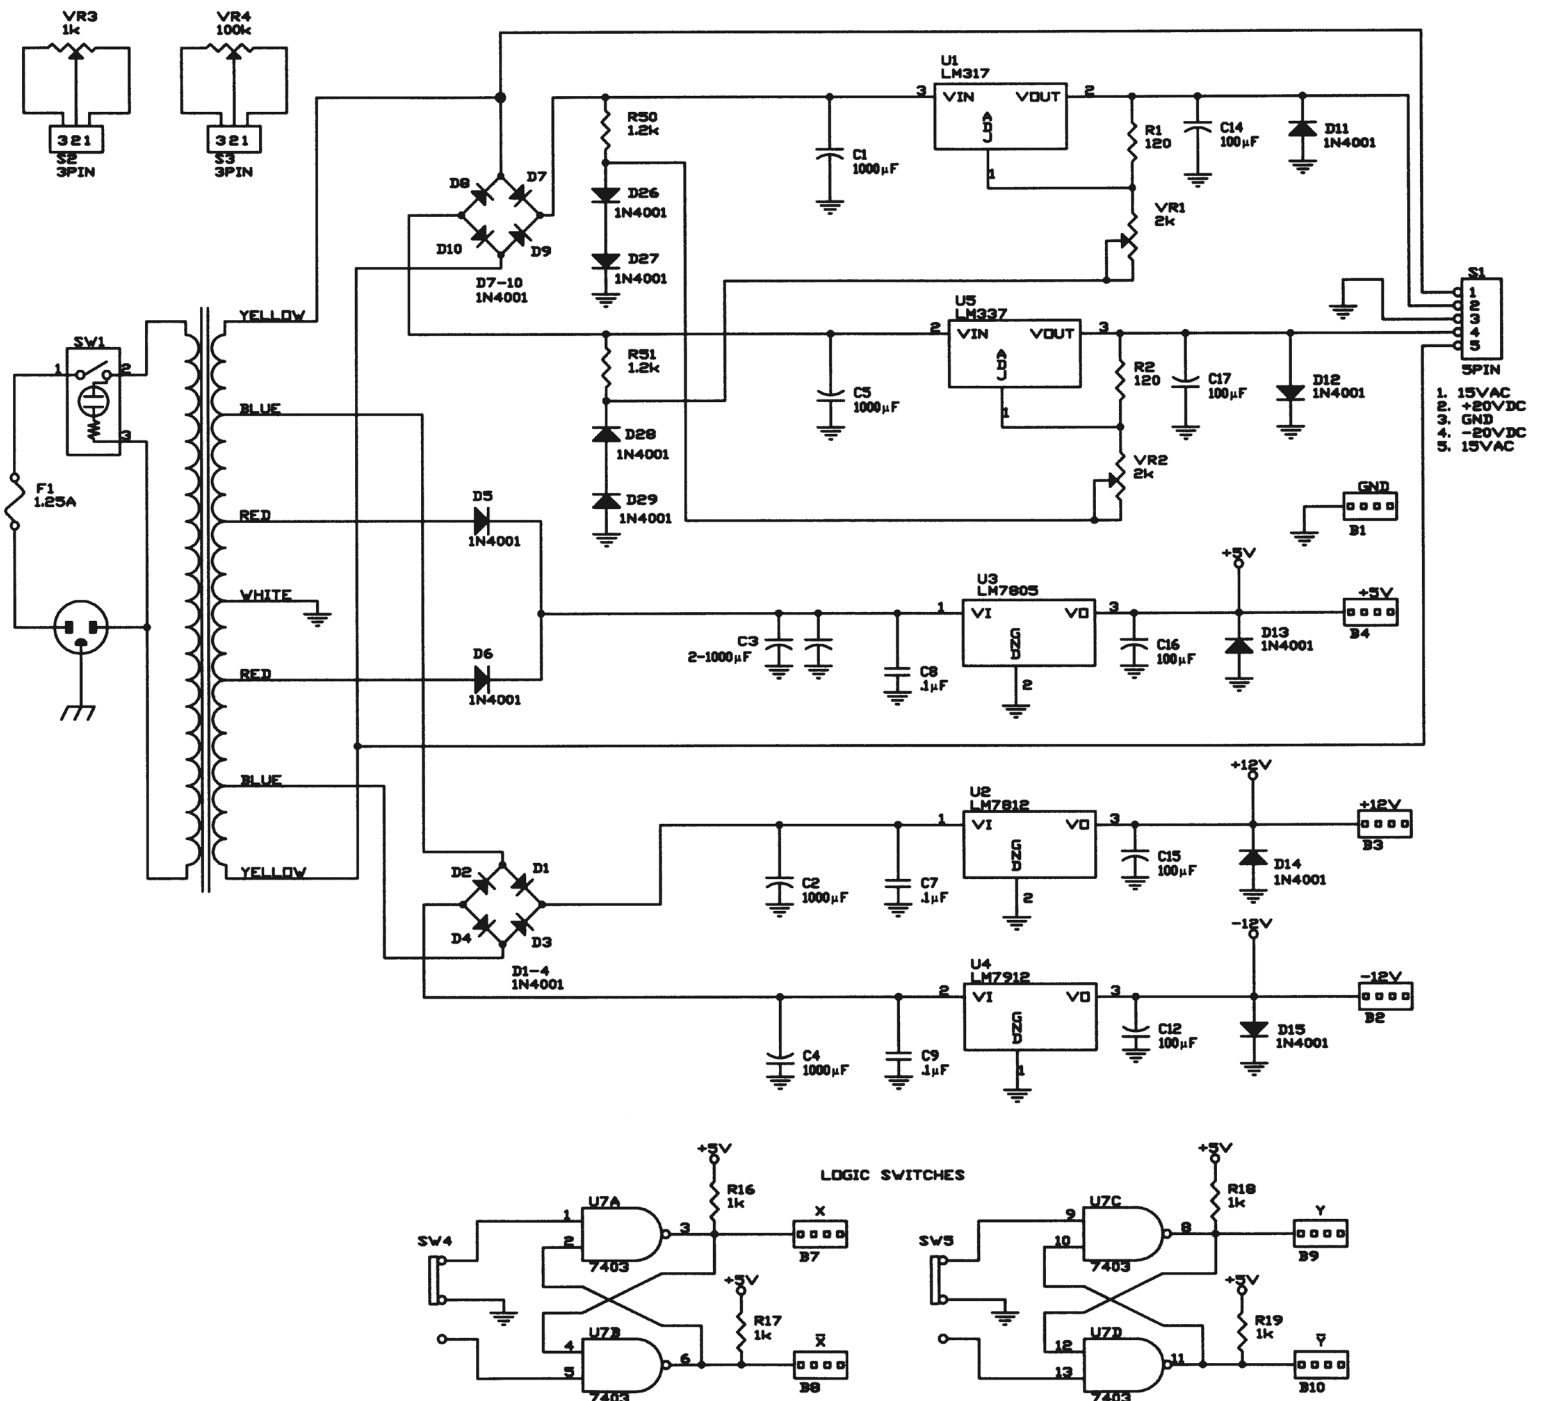 VR3
1k
3 2 1
S2
3PIN
VR4
100k
3 2 1
S3
3PIN
D8
D7
D10
D9
D7-10
1N4001
R50
1.2k
D26
1N4001
D27
1N4001
C1
1000µF
U1
LM317
3
VIN
VOUT
2
ADJ
1
R1
120
VR1
2k
C14
100µF
D11
1N4001
YELLOW
SW1
1
2
3
F1
1.25A
BLUE
RED
WHITE
RED
BLUE
YELLOW
R51
1.2k
D28
1N4001
D29
1N4001
C5
1000µF
U5
LM337
2
VIN
VOUT
3
ADJ
1
R2
120
VR2
2k
C17
100µF
D12
1N4001
S1
1
2
3
4
5
5PIN
1. 15VAC
2. +20VDC
3. GND
4. -20VDC
5. 15VAC
GND
B1
D5
1N4001
D6
1N4001
C3
2-1000µF
C8
.1µF
U3
LM7805
1
VI
VO
3
GND
2
C16
100µF
+5V
D13
1N4001
+5V
B4
D2
D1
D4
D3
D1-4
1N4001
C2
1000µF
C7
.1µF
U2
LM7812
1
VI
VO
3
GND
2
C15
100µF
+12V
D14
1N4001
+12V
B3
C4
1000µF
C9
.1µF
U4
LM7912
2
VI
VO
3
GND
1
C12
100µF
-12V
D15
1N4001
-12V
B2
LOGIC SWITCHES
SW4
U7A
1
2
3
7403
+5V
R16
1k
X
B7
U7B
4
5
6
7403
+5V
R17
1k
X̅
B8
SW5
U7C
9
10
8
7403
+5V
R18
1k
Y
B9
U7D
12
13
11
7403
+5V
R19
1k
Y̅
B10